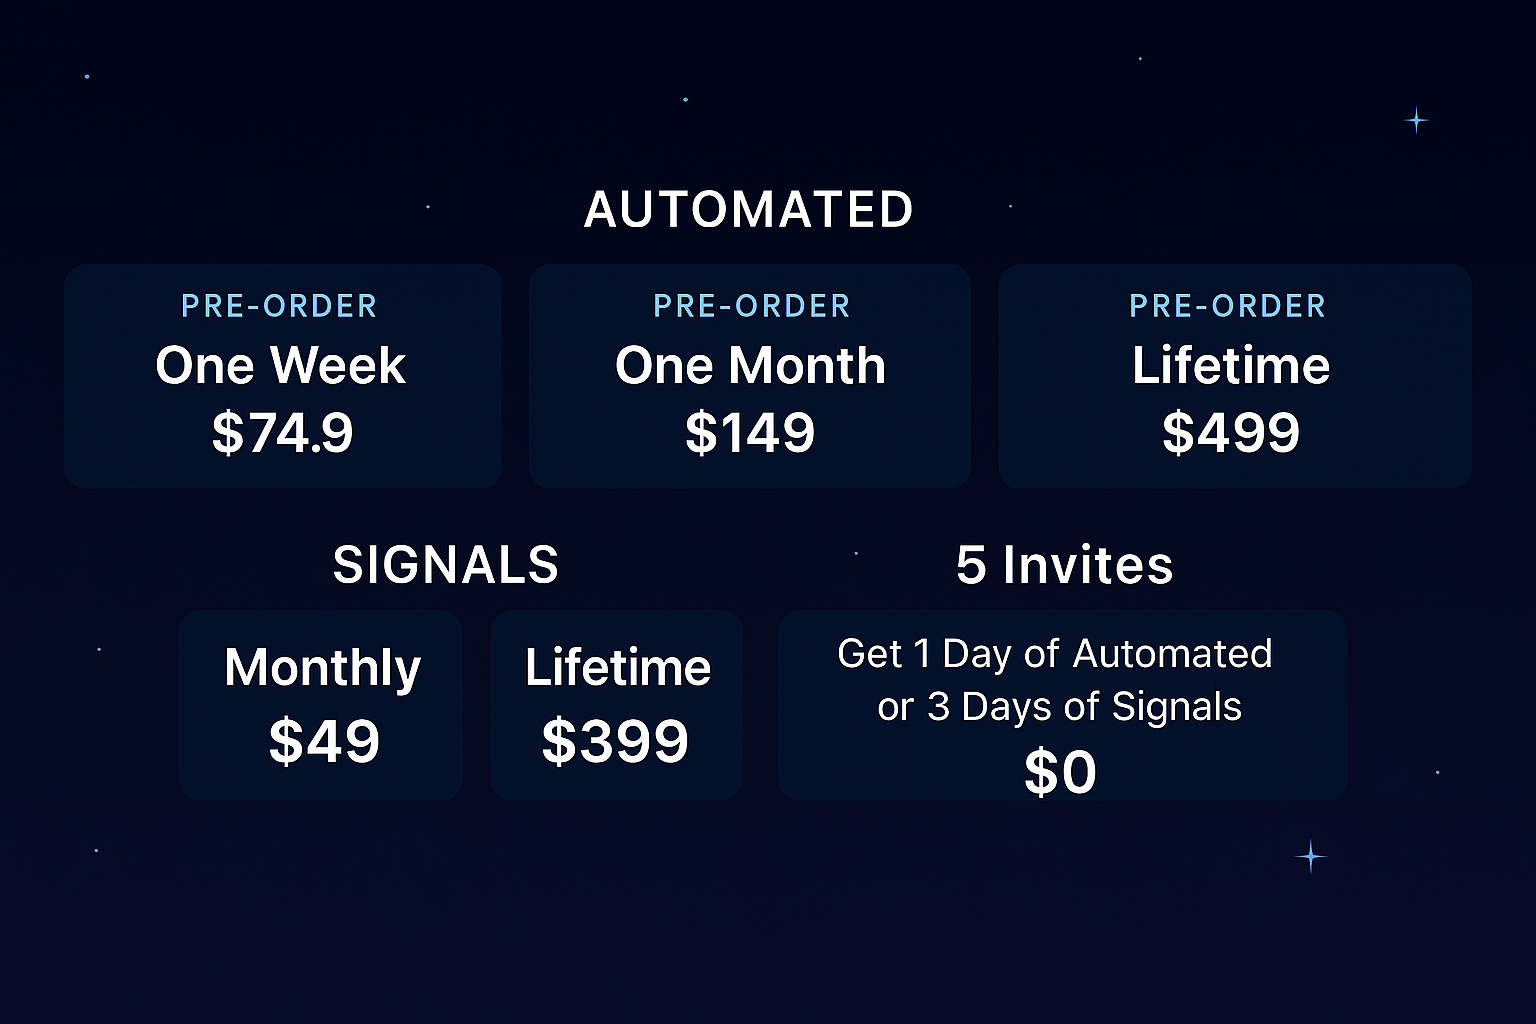 AUTOMATED
PRE-ORDER
One Week
$74.9
PRE-ORDER
One Month
$149
PRE-ORDER
Lifetime
$499
SIGNALS
Monthly
$49
Lifetime
$399
5 Invites
Get 1 Day of Automated
or 3 Days of Signals
$0